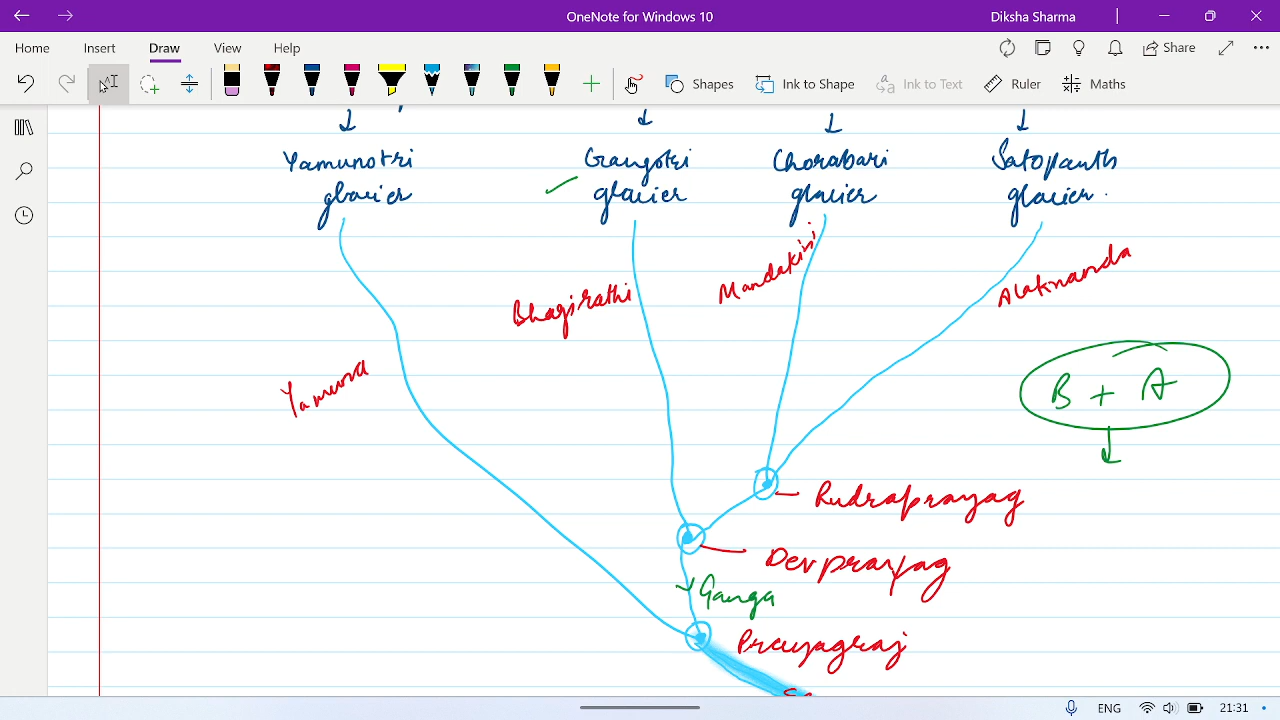 OneNote for Windows 10
Diksha Sharma
Home Insert Draw View Help
Share
Shapes Ink to Shape Ink to Text Ruler Maths
Yamunotri glacier
Gangotri glacier
Chorabari glacier
Satopanth glacier.
Mandakini
Alaknanda
Bhagirathi
Yamuna
B + A
Rudraprayag
Devprayag
Ganga
Prayagraj
ENG 21:31